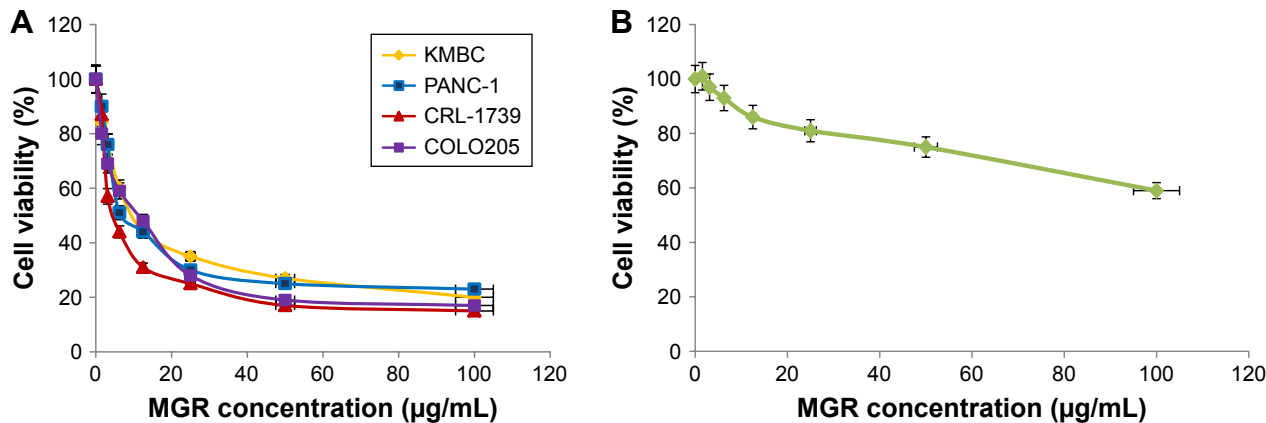 A
Cell viability (%)
120
100
80
60
40
20
0
0 20 40 60 80 100 120
MGR concentration (µg/mL)
KMBC
PANC-1
CRL-1739
COLO205
B
Cell viability (%)
120
100
80
60
40
20
0
0 20 40 60 80 100 120
MGR concentration (µg/mL)